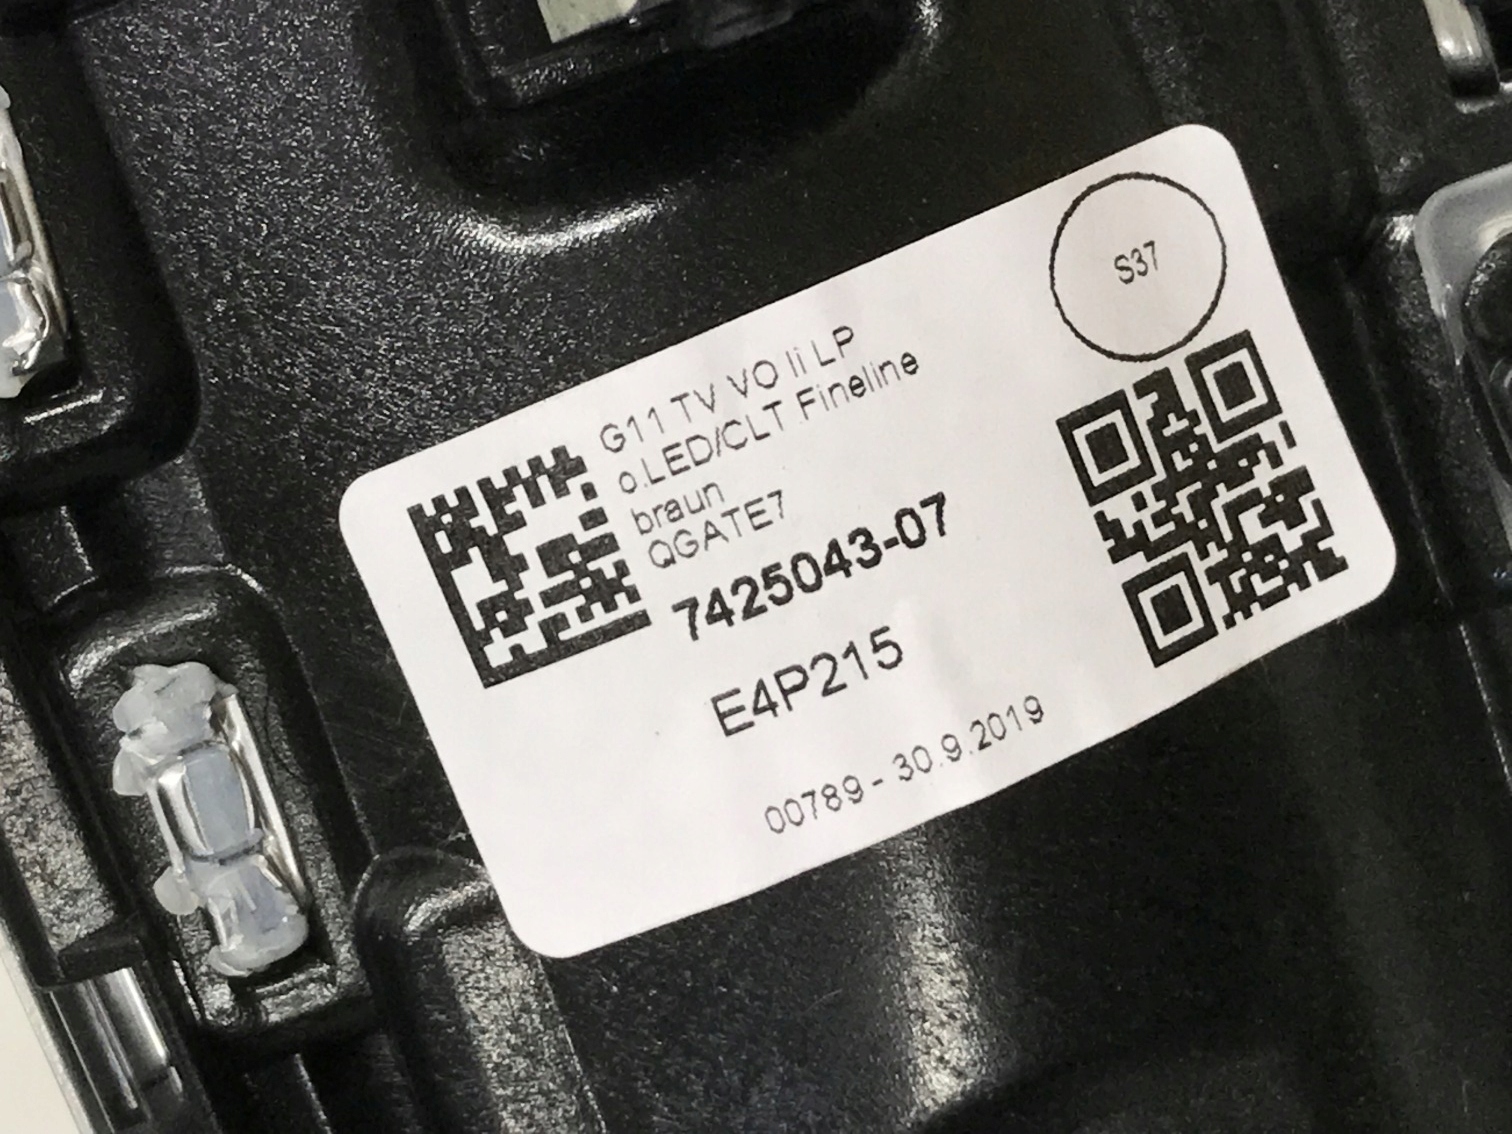 S37
G11 TV VO li LP
o.LED/CLT Fineline
braun
QGATE7
7425043-07
E4P215
00789 - 30.9.2019